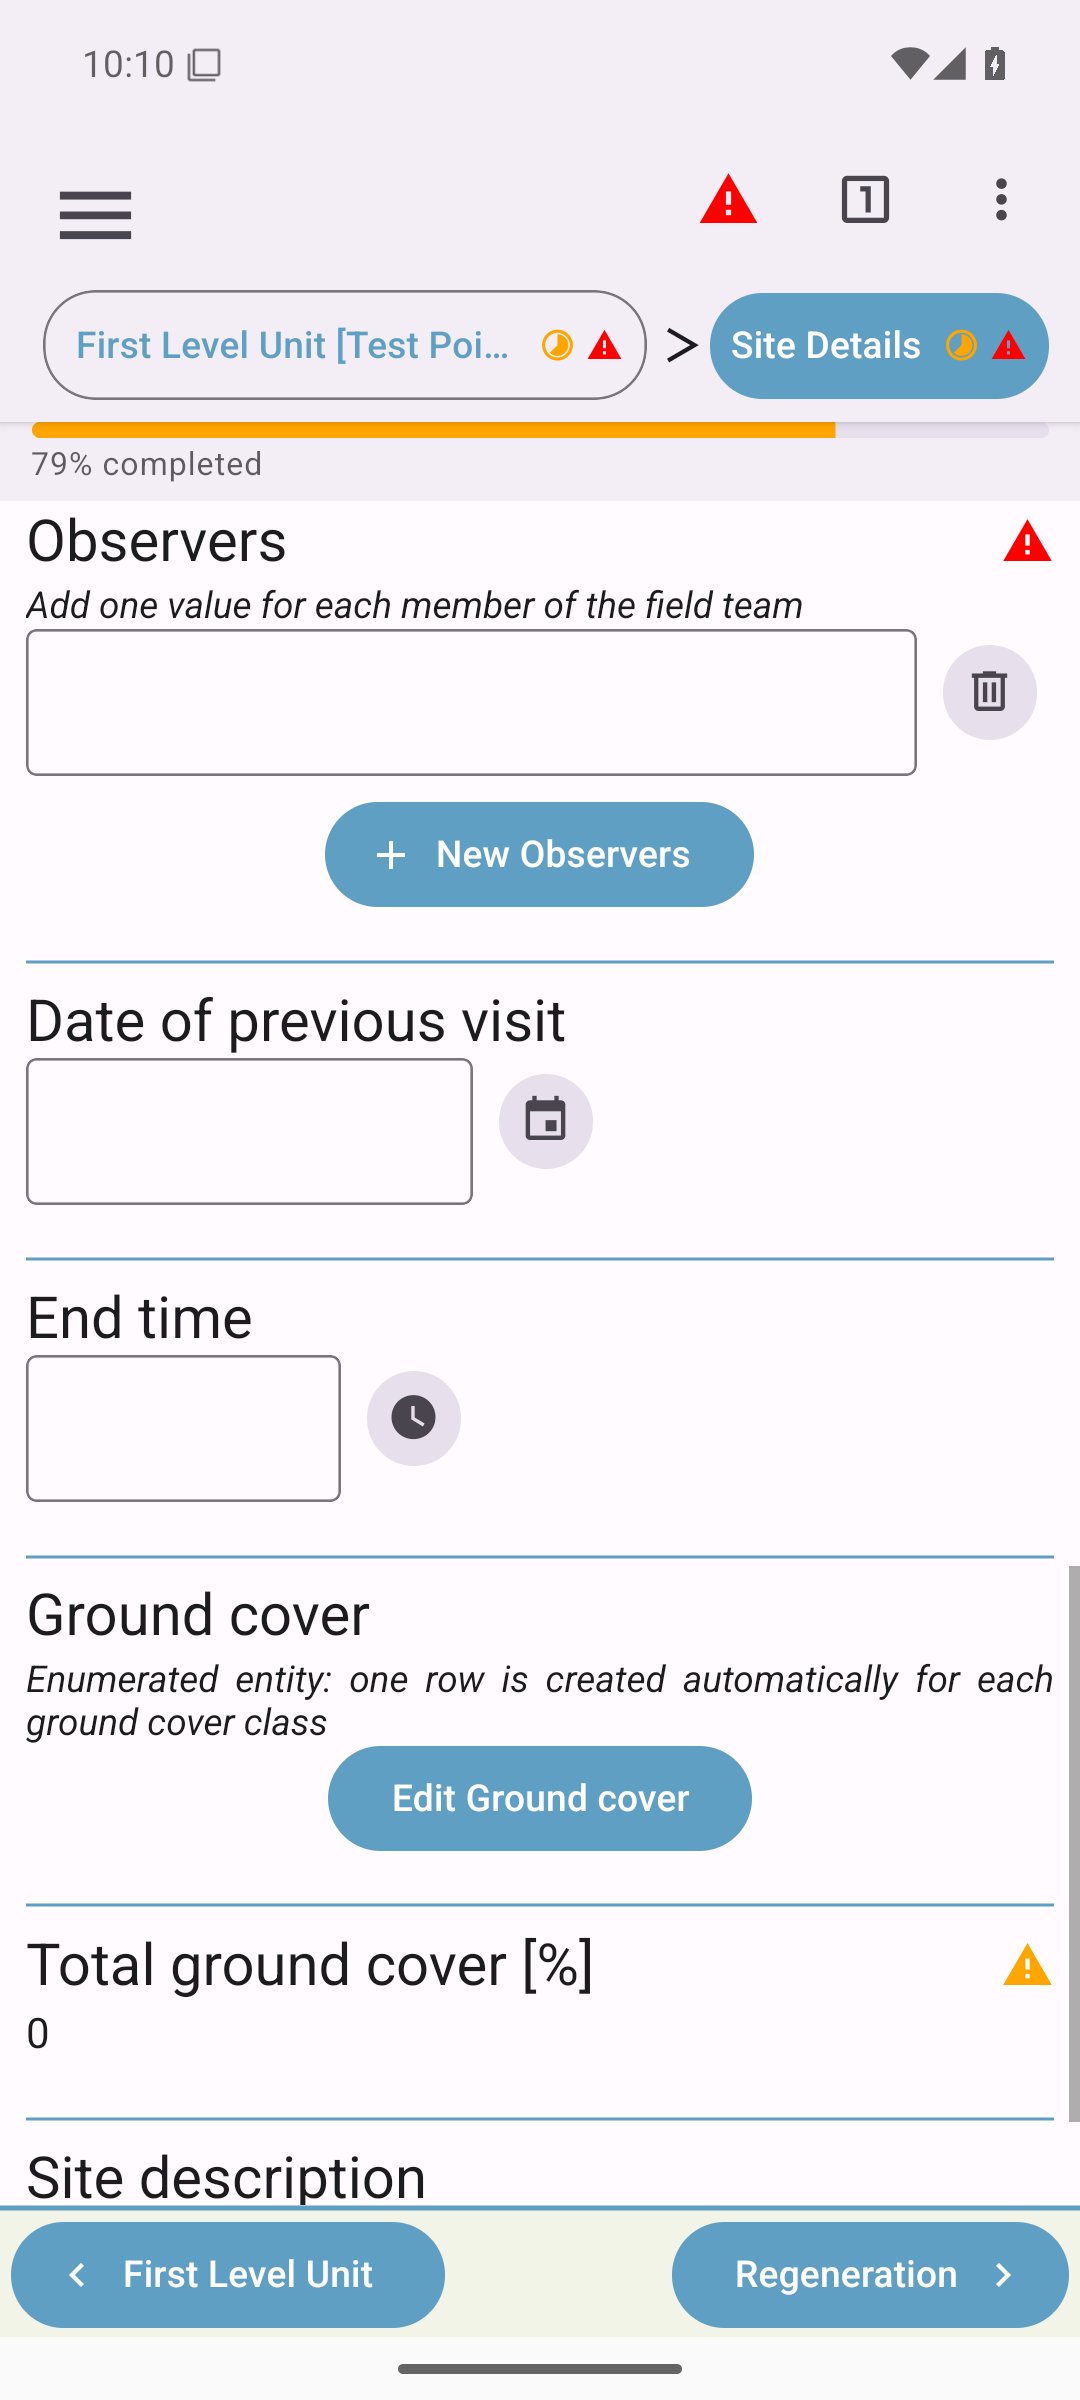 10:10
1
First Level Unit [Test Poi...
> Site Details
79% completed
Observers
Add one value for each member of the field team
+ New Observers
Date of previous visit
End time
Ground cover
Enumerated entity: one row is created automatically for each
ground cover class
Edit Ground cover
Total ground cover [%]
0
Site description
First Level Unit
Regeneration